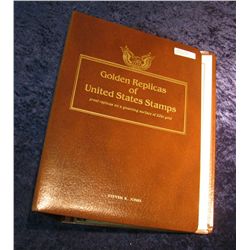 Golden Replicas
of
United States Stamps
proof replicas on a gleaming surface of 22kt gold